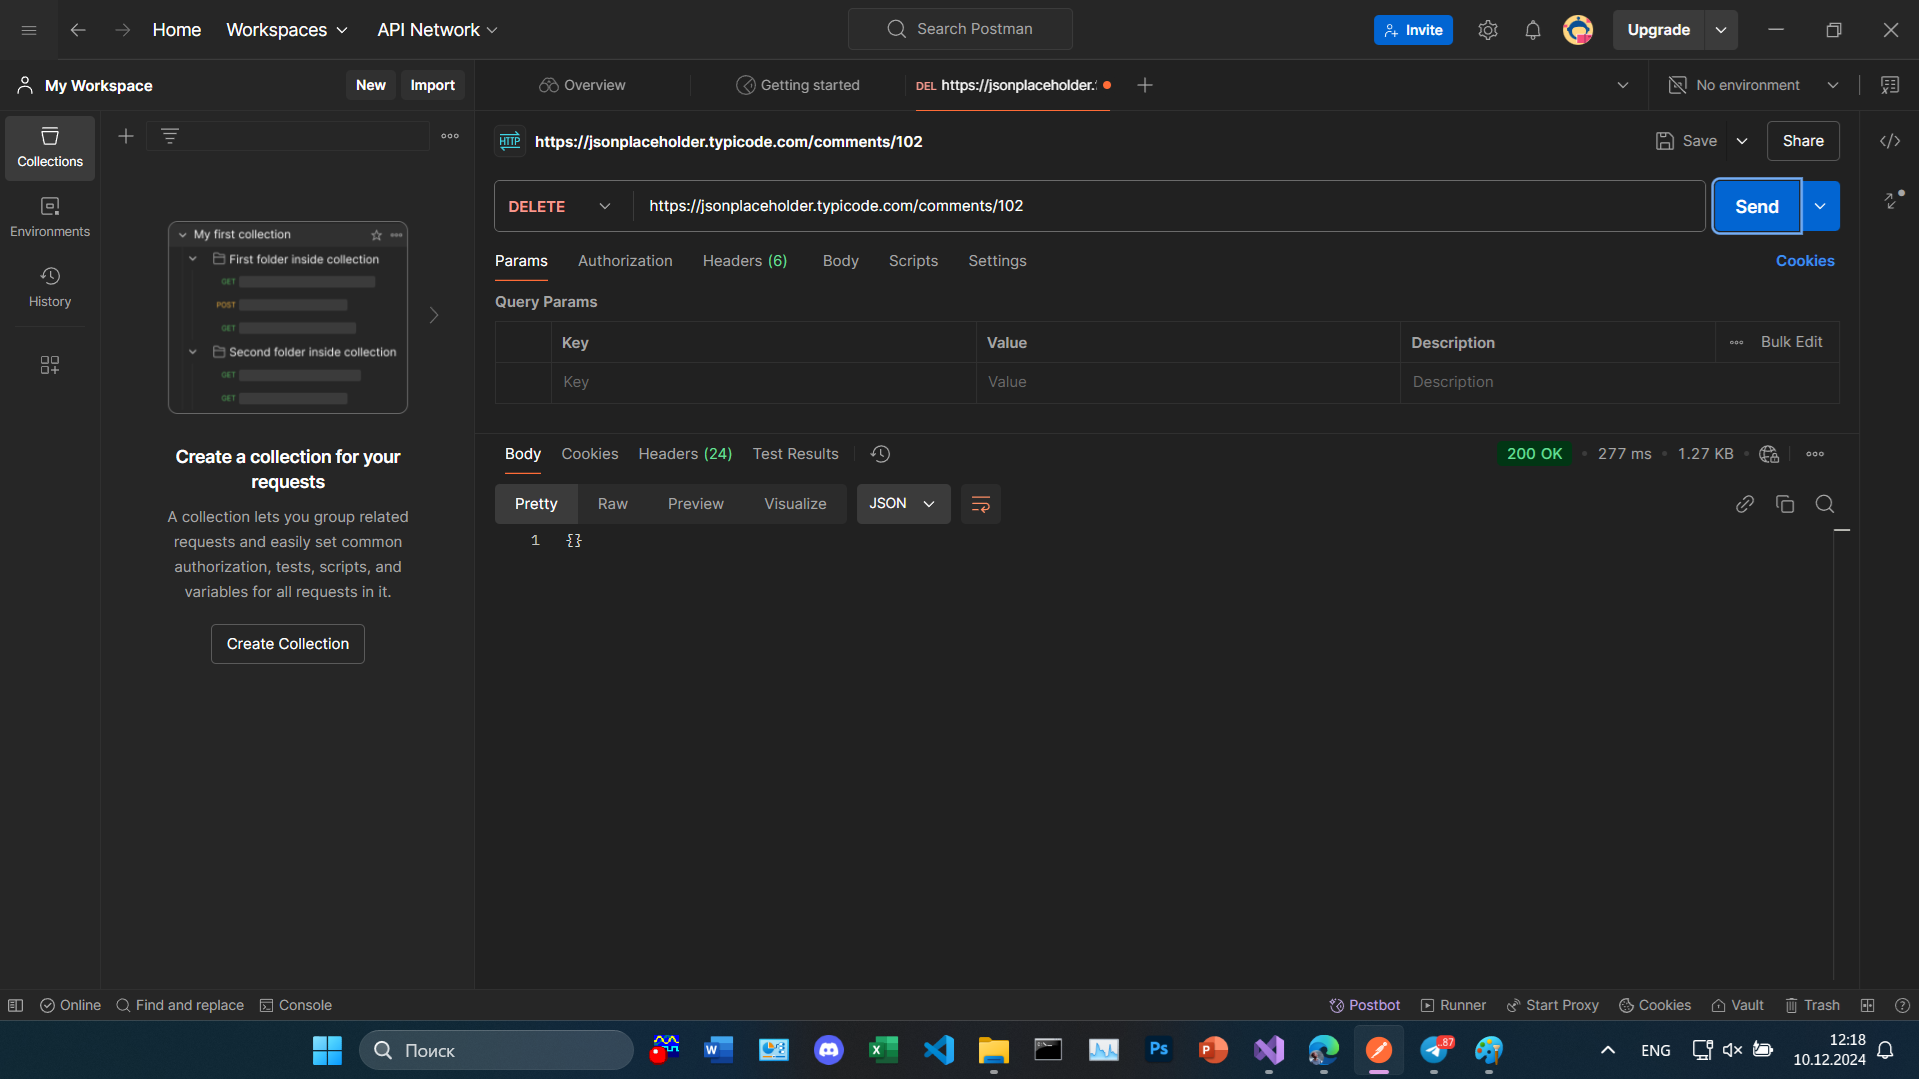 Home
Workspaces
API Network
Search Postman
Invite
Upgrade
My Workspace
New
Import
Overview
Getting started
DEL https://jsonplaceholder.
No environment
Collections
Environments
History
HTTP
https://jsonplaceholder.typicode.com/comments/102
Save
Share
DELETE
https://jsonplaceholder.typicode.com/comments/102
Send
Params
Authorization
Headers (6)
Body
Scripts
Settings
Cookies
Query Params
Key
Value
Description
Bulk Edit
Key
Value
Description
My first collection
First folder inside collection
GET
POST
GET
Second folder inside collection
GET
GET
Create a collection for your
requests
A collection lets you group related
requests and easily set common
authorization, tests, scripts, and
variables for all requests in it.
Create Collection
Body
Cookies
Headers (24)
Test Results
200 OK
277 ms
1.27 KB
Pretty
Raw
Preview
Visualize
JSON
1 {}
Online
Find and replace
Console
Postbot
Runner
Start Proxy
Cookies
Vault
Trash
Поиск
87
ENG
12:18
10.12.2024